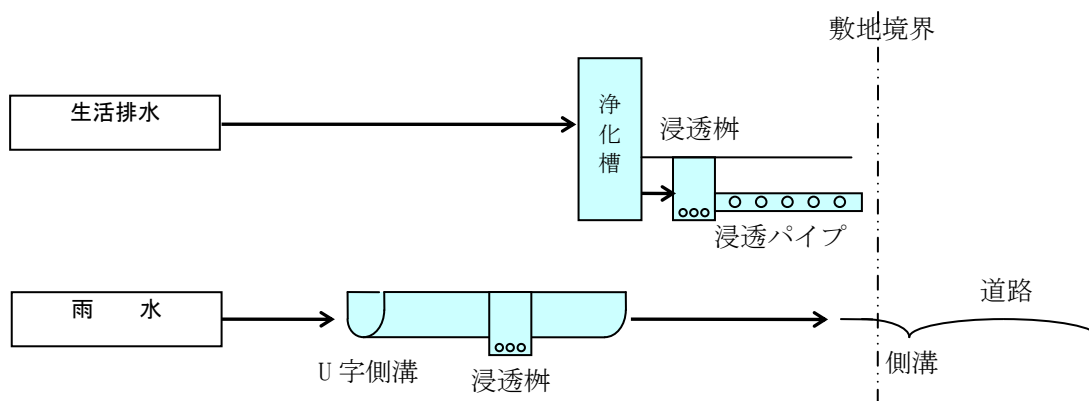 敷地境界
生活排水
浄化槽
浸透桝
浸透パイプ
雨　　水
道路
U字側溝
浸透桝
側溝